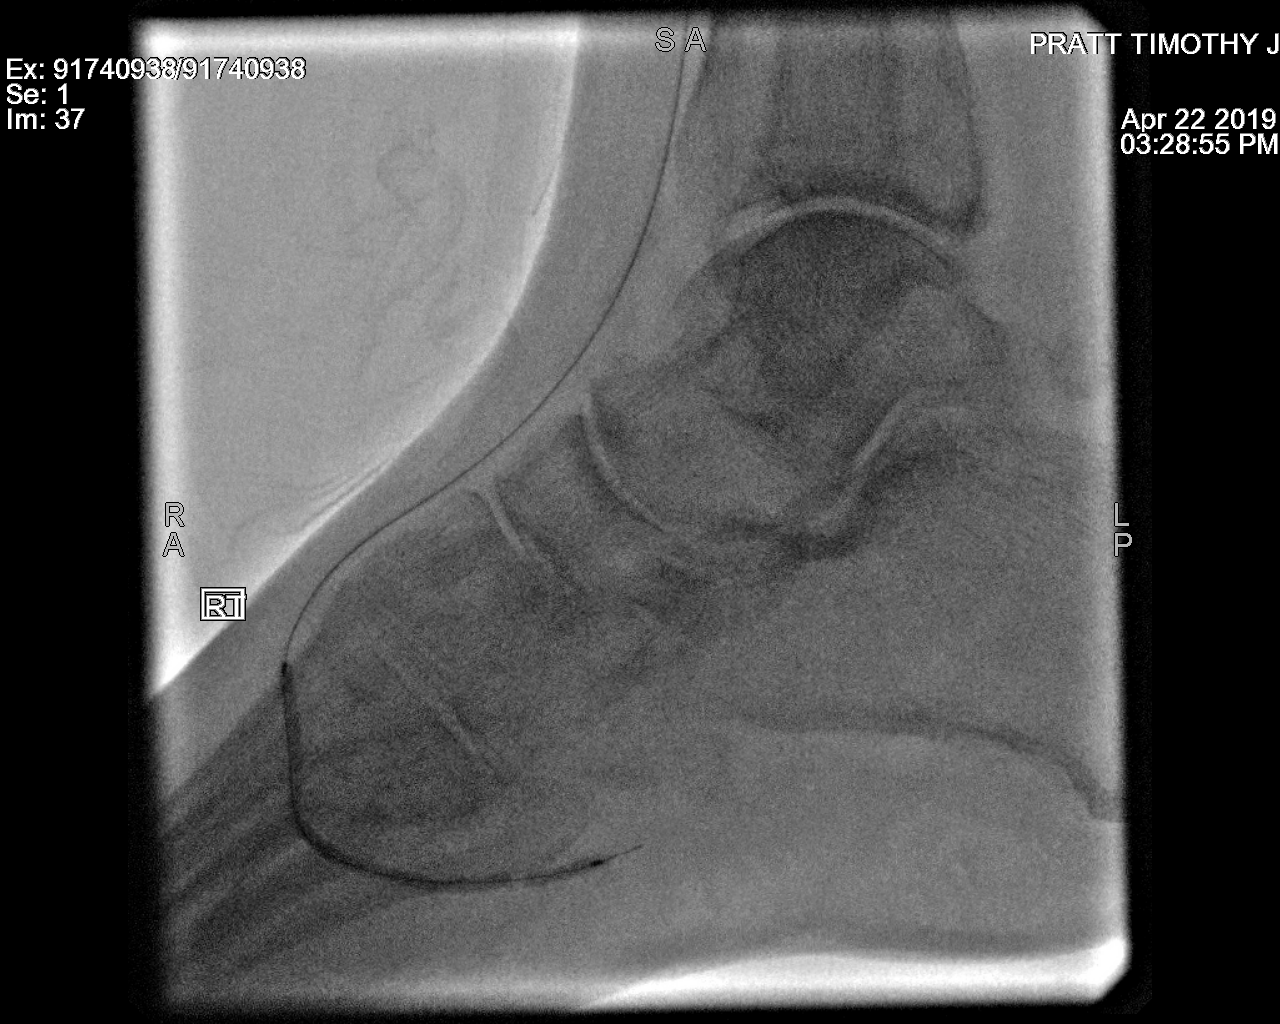 S A
PRATT TIMOTHY J
Ex: 91740938/91740938
Se: 1
Im: 37
Apr 22 2019
03:28:55 PM
R
A
L
P
RT